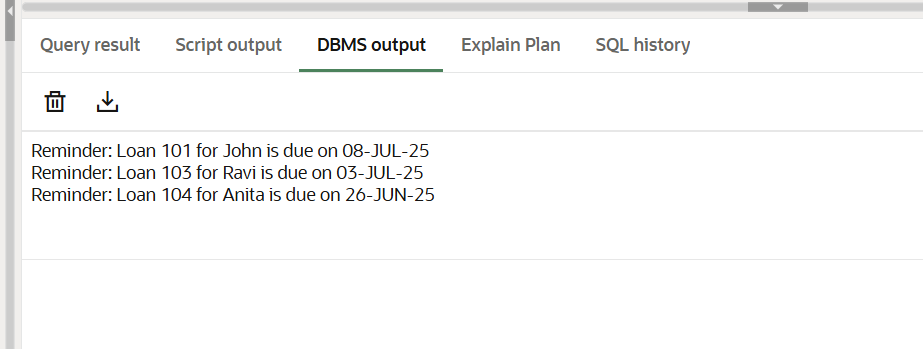 Query result Script output DBMS output Explain Plan SQL history
Reminder: Loan 101 for John is due on 08-JUL-25
Reminder: Loan 103 for Ravi is due on 03-JUL-25
Reminder: Loan 104 for Anita is due on 26-JUN-25